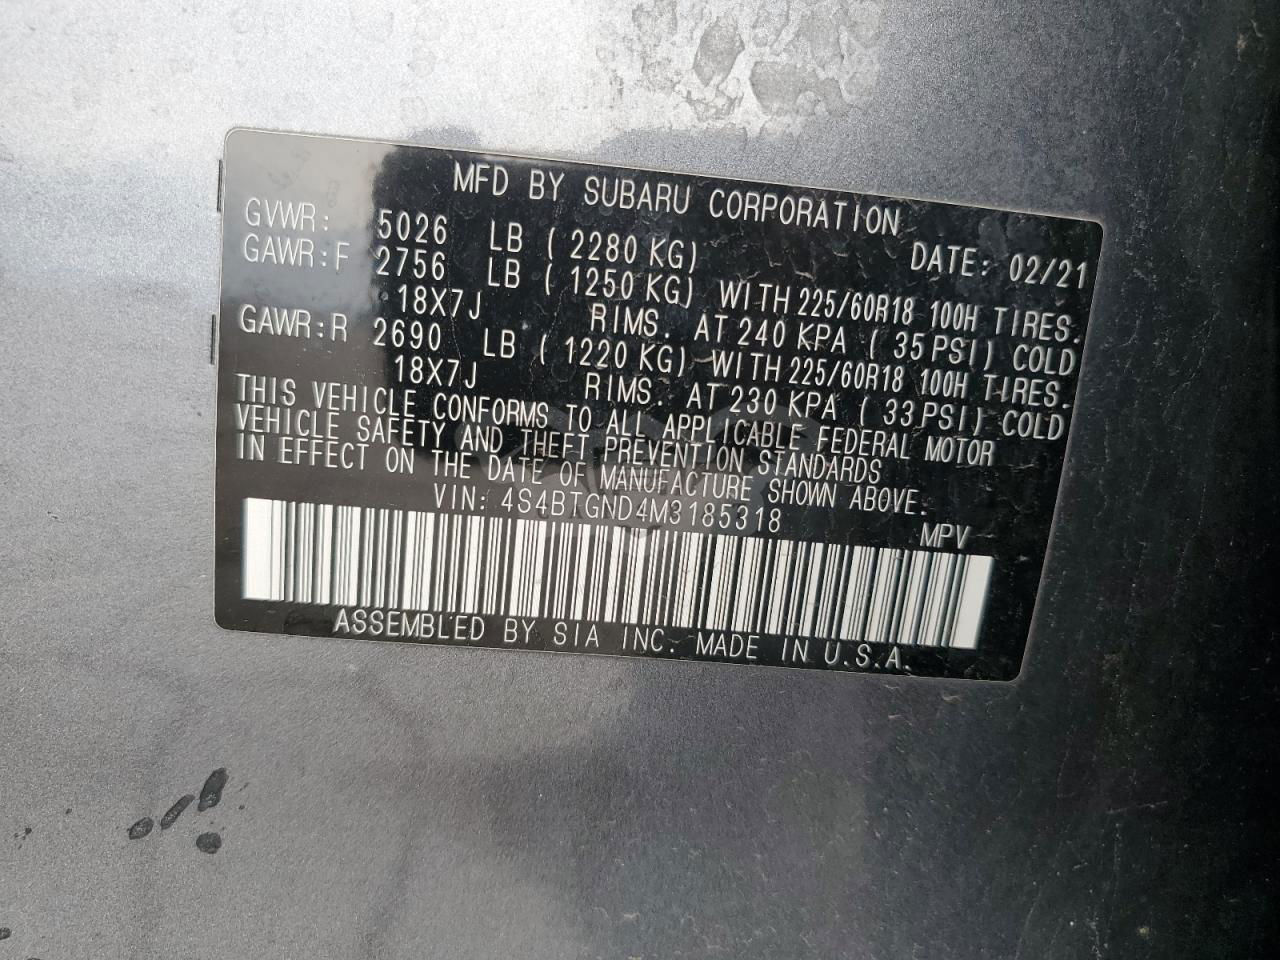 MFD BY SUBARU CORPORATION
GVWR: 5026 LB ( 2280 KG) DATE: 02/21
GAWR:F 2756 LB ( 1250 KG) WITH 225/60R18 100H TIRES.
18X7J RIMS. AT 240 KPA ( 35 PSI) COLD
GAWR:R 2690 LB ( 1220 KG) WITH 225/60R18 100H TIRES.
18X7J RIMS. AT 230 KPA ( 33 PSI) COLD
THIS VEHICLE CONFORMS TO ALL APPLICABLE FEDERAL MOTOR
VEHICLE SAFETY AND THEFT PREVENTION STANDARDS
IN EFFECT ON THE DATE OF MANUFACTURE SHOWN ABOVE.
VIN: 4S4BTGND4M3185318 MPV
ASSEMBLED BY SIA INC. MADE IN U.S.A.